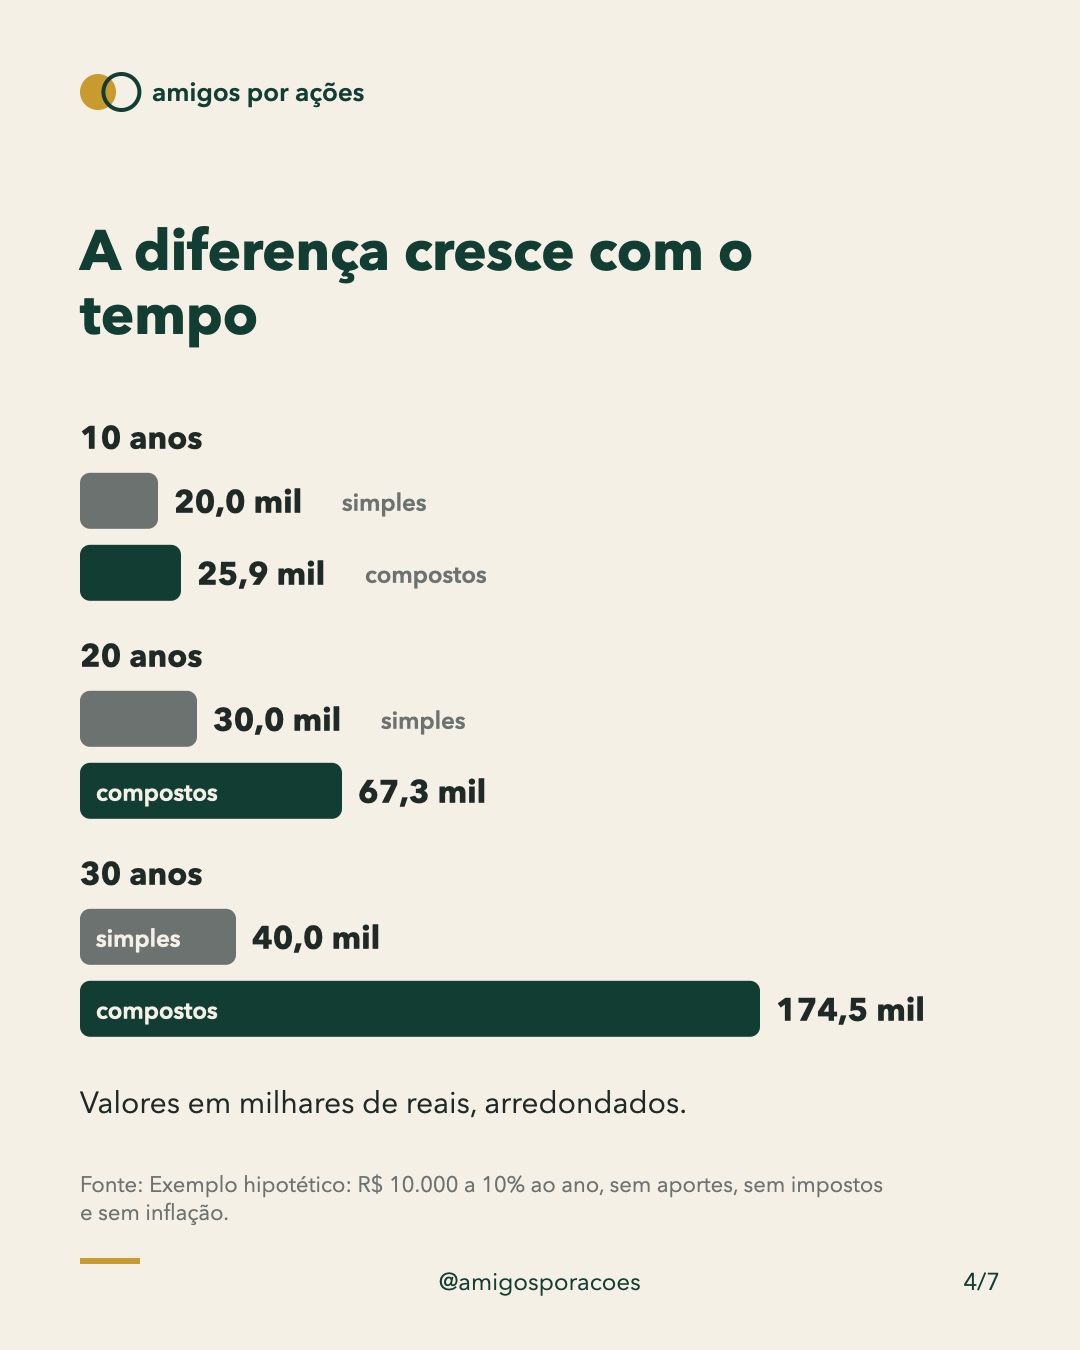 amigos por ações
A diferença cresce com o
tempo
10 anos
20,0 mil simples
25,9 mil compostos
20 anos
30,0 mil simples
compostos 67,3 mil
30 anos
simples 40,0 mil
compostos 174,5 mil
Valores em milhares de reais, arredondados.
Fonte: Exemplo hipotético: R$ 10.000 a 10% ao ano, sem aportes, sem impostos
e sem inflação.
@amigosporacoes 4/7